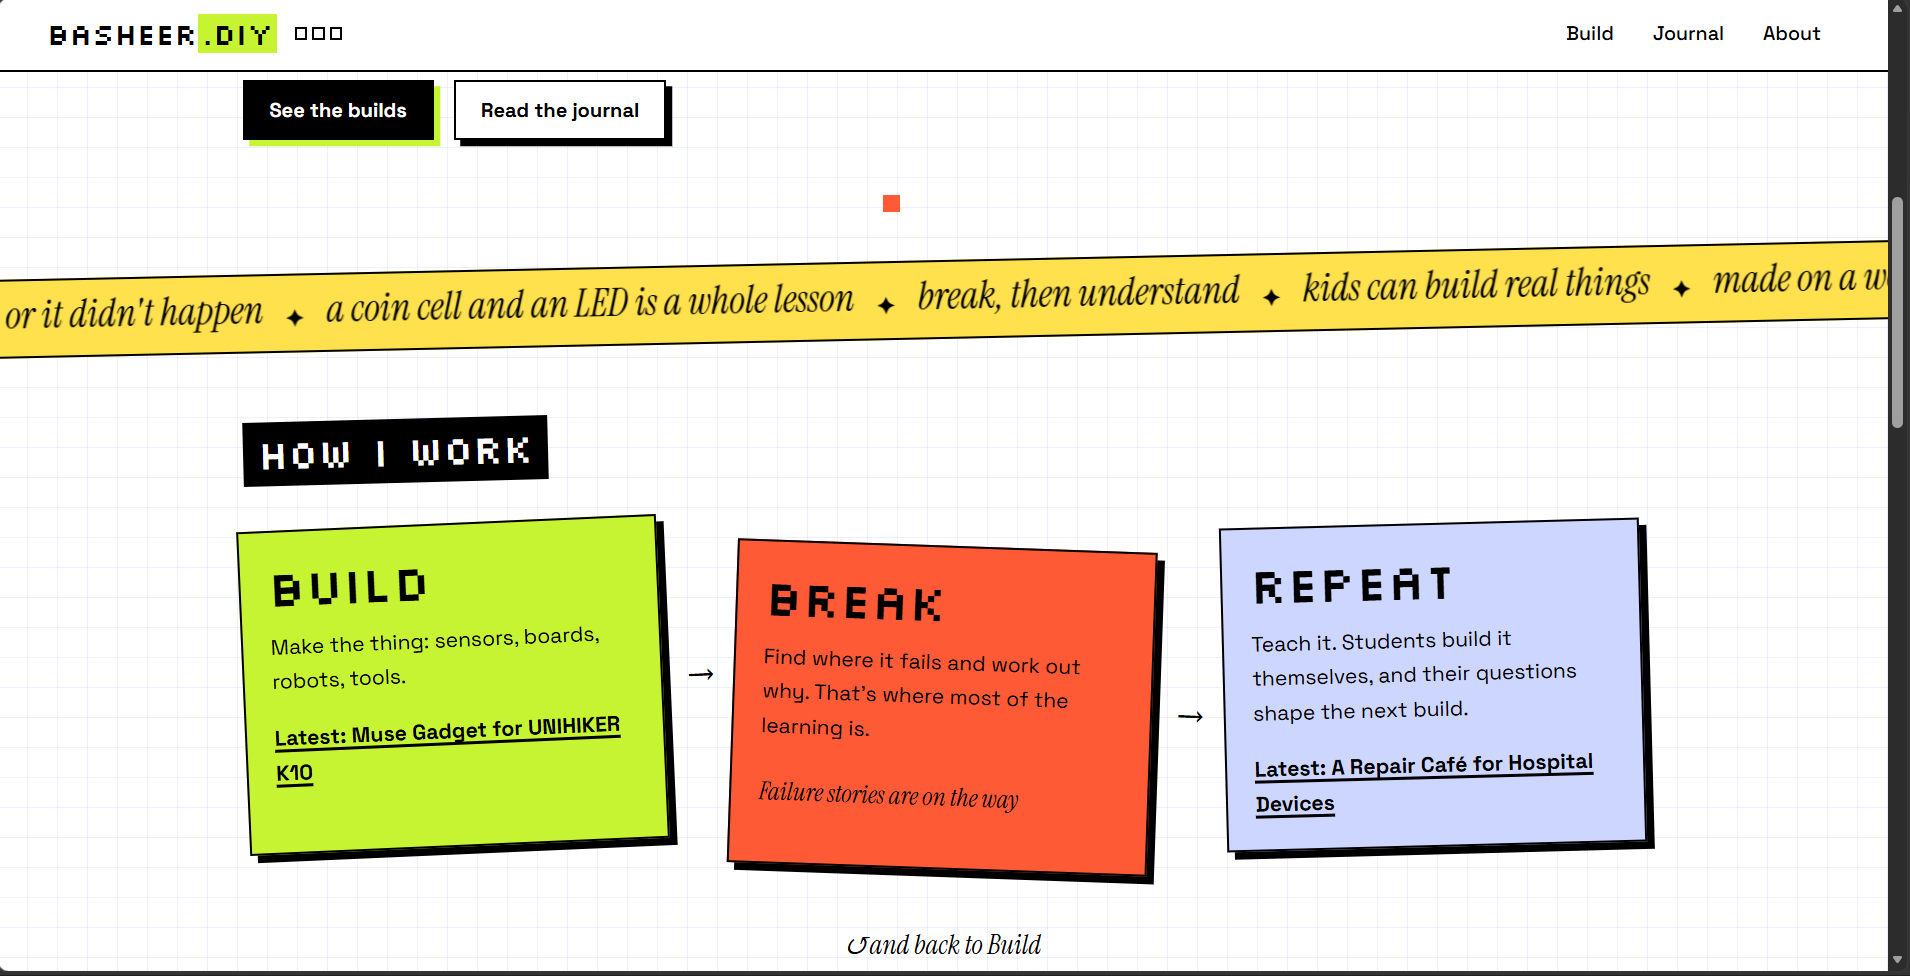 BASHEER.DIY
Build Journal About
See the builds Read the journal
or it didn't happen ✦ a coin cell and an LED is a whole lesson ✦ break, then understand ✦ kids can build real things ✦ made on a w
HOW I WORK
BUILD
Make the thing: sensors, boards,
robots, tools.
Latest: Muse Gadget for UNIHIKER
K10
→
BREAK
Find where it fails and work out
why. That's where most of the
learning is.
Failure stories are on the way
→
REPEAT
Teach it. Students build it
themselves, and their questions
shape the next build.
Latest: A Repair Café for Hospital
Devices
↺ and back to Build